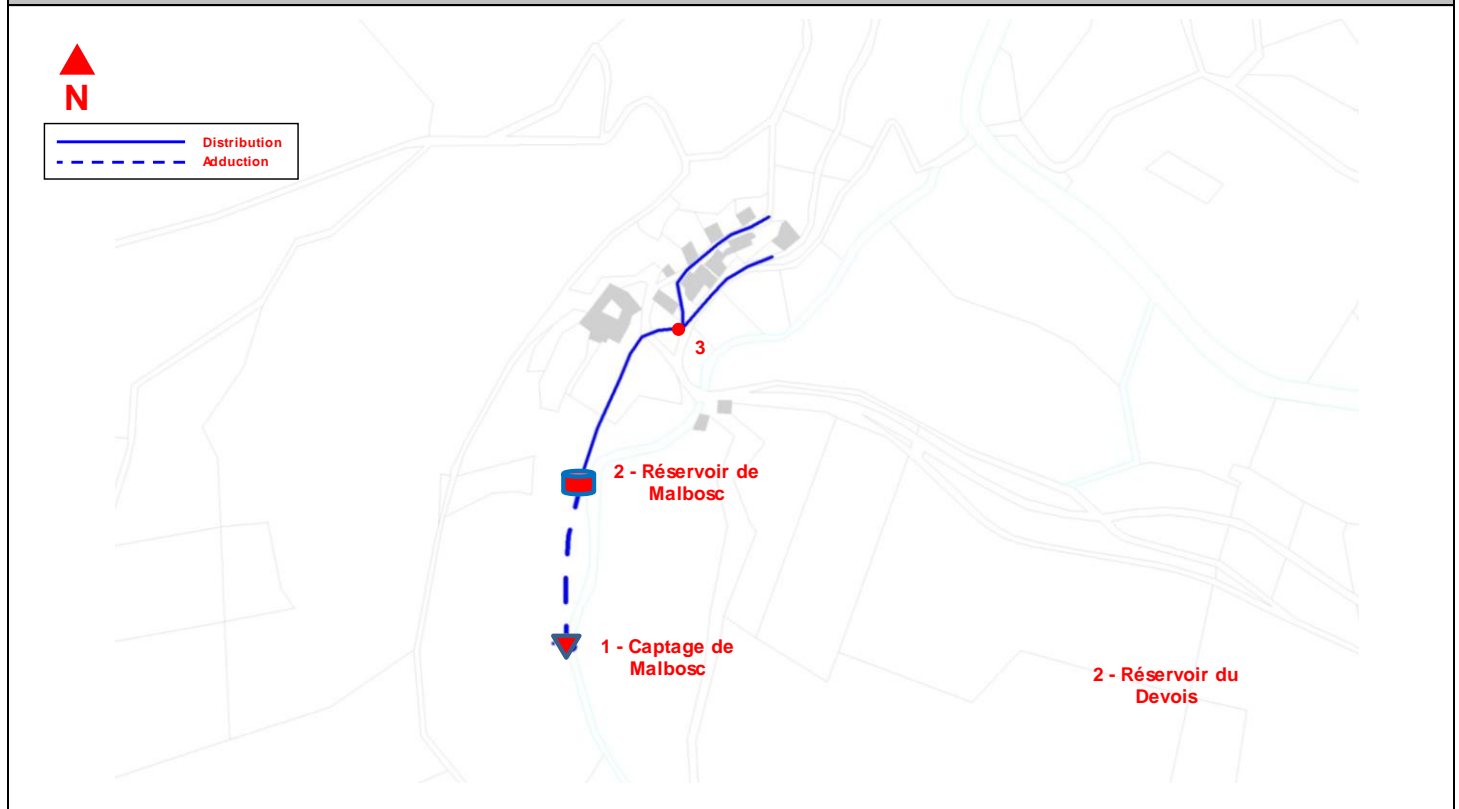 N
Distribution
Adduction
3
2 - Réservoir de
Malbosc
1 - Captage de
Malbosc
2 - Réservoir du
Devois